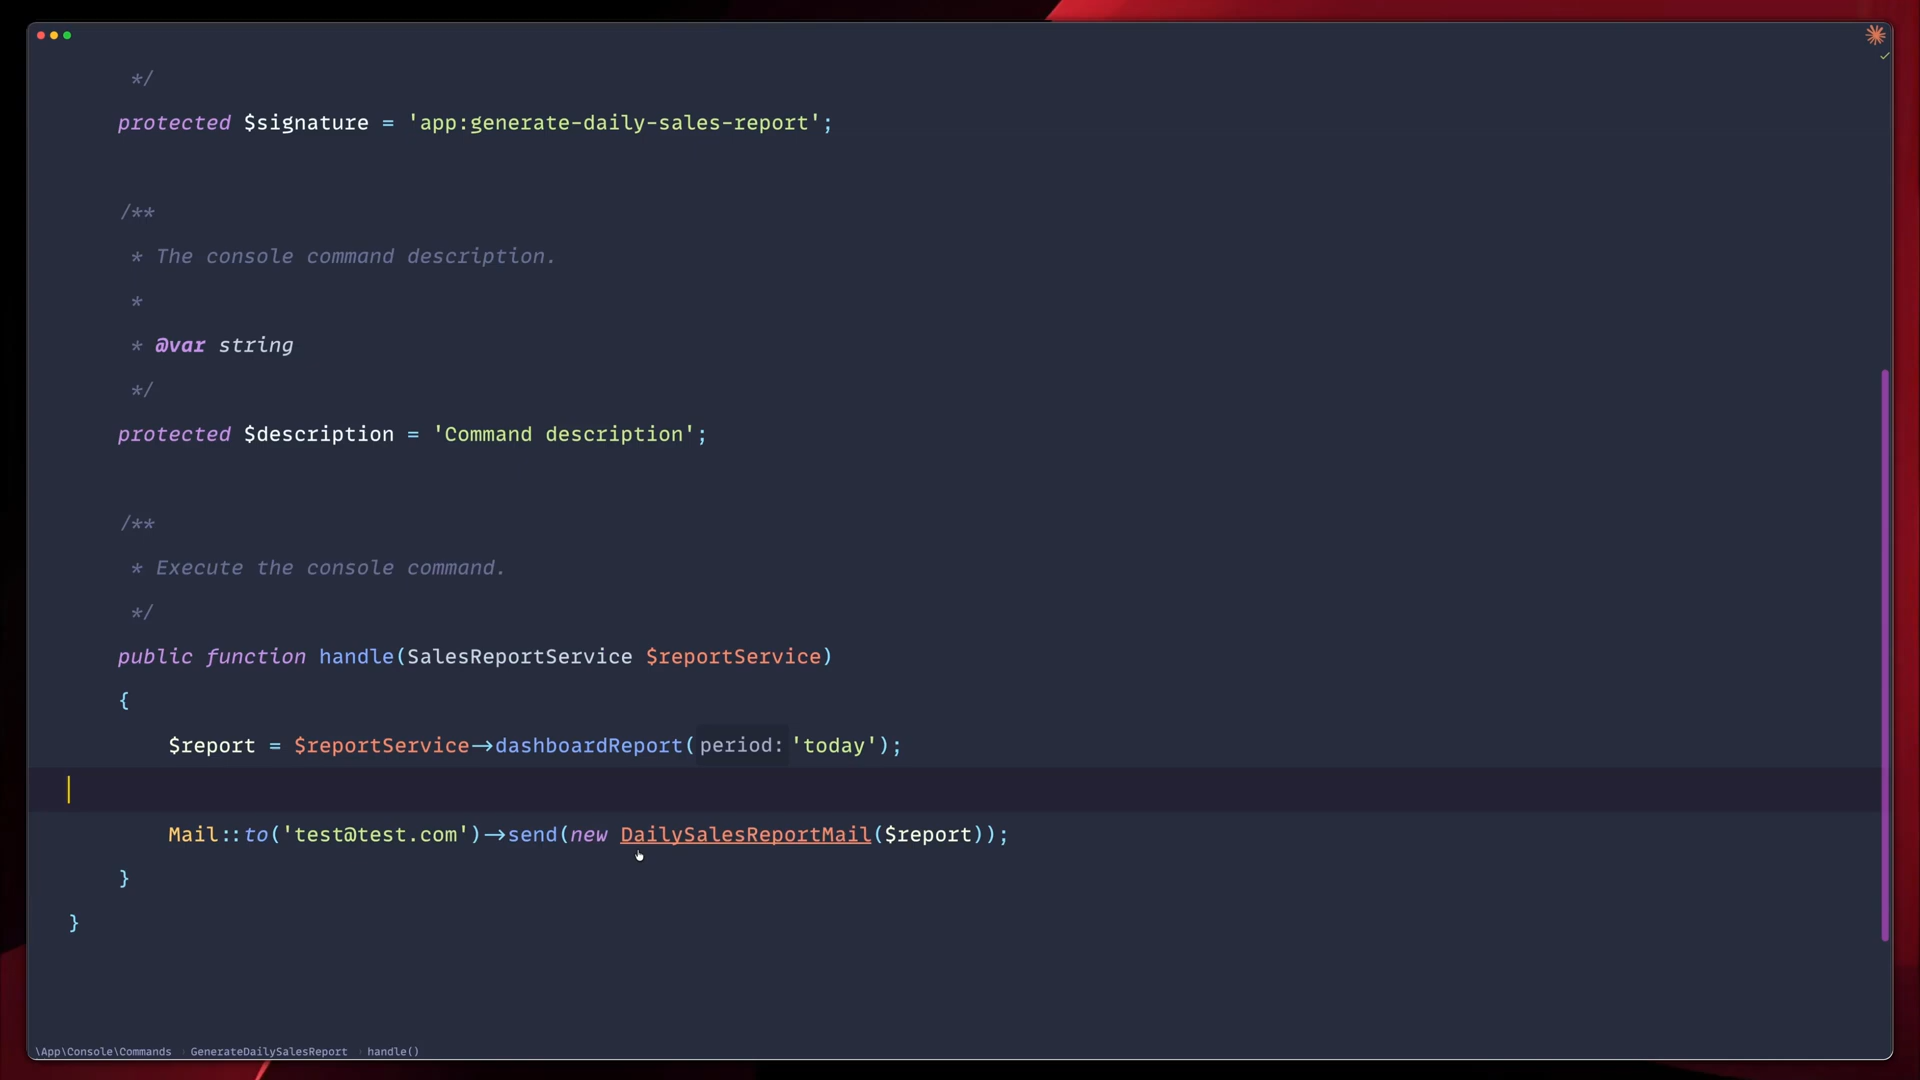 */
protected $signature = 'app:generate-daily-sales-report';
/**
* The console command description.
*
* @var string
*/
protected $description = 'Command description';
/**
* Execute the console command.
*/
public function handle(SalesReportService $reportService)
{
$report = $reportService->dashboardReport( period: 'today');
Mail::to('test@test.com')->send(new DailySalesReportMail($report));
}
}
\App\Console\Commands › GenerateDailySalesReport › handle()